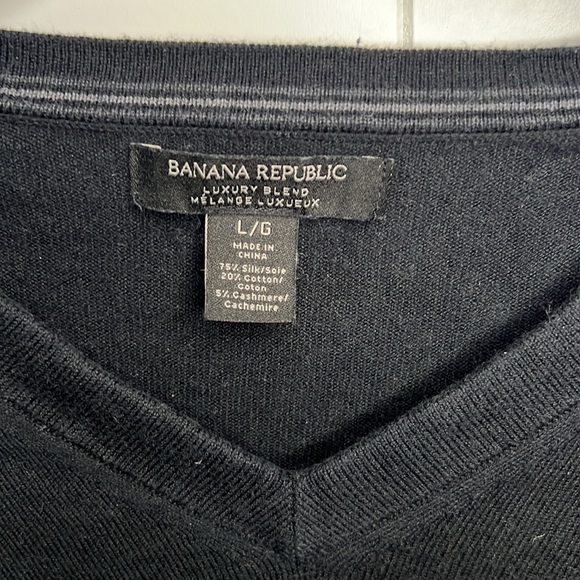 BANANA REPUBLIC
LUXURY BLEND
MÉLANGE LUXUEUX
L/G
MADE IN
CHINA
75% Silk/Soie
20% Cotton/
Coton
5% Cashmere/
Cachemire